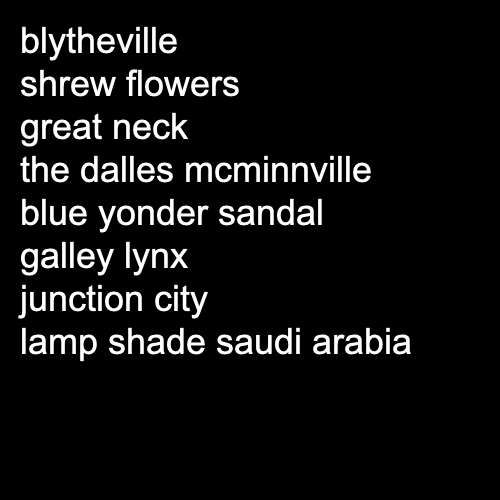 blytheville
shrew flowers
great neck
the dalles mcminnville
blue yonder sandal
galley lynx
junction city
lamp shade saudi arabia